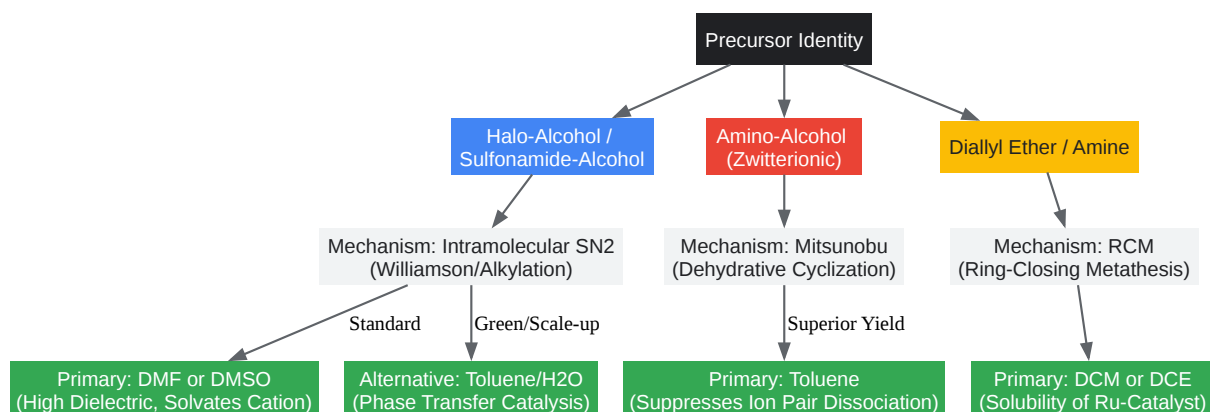 Precursor Identity
Halo-Alcohol /
Sulfonamide-Alcohol
Amino-Alcohol
(Zwitterionic)
Diallyl Ether / Amine
Mechanism: Intramolecular SN2
(Williamson/Alkylation)
Mechanism: Mitsunobu
(Dehydrative Cyclization)
Mechanism: RCM
(Ring-Closing Metathesis)
Standard
Green/Scale-up
Superior Yield
Primary: DMF or DMSO
(High Dielectric, Solvates Cation)
Alternative: Toluene/H2O
(Phase Transfer Catalysis)
Primary: Toluene
(Suppresses Ion Pair Dissociation)
Primary: DCM or DCE
(Solubility of Ru-Catalyst)